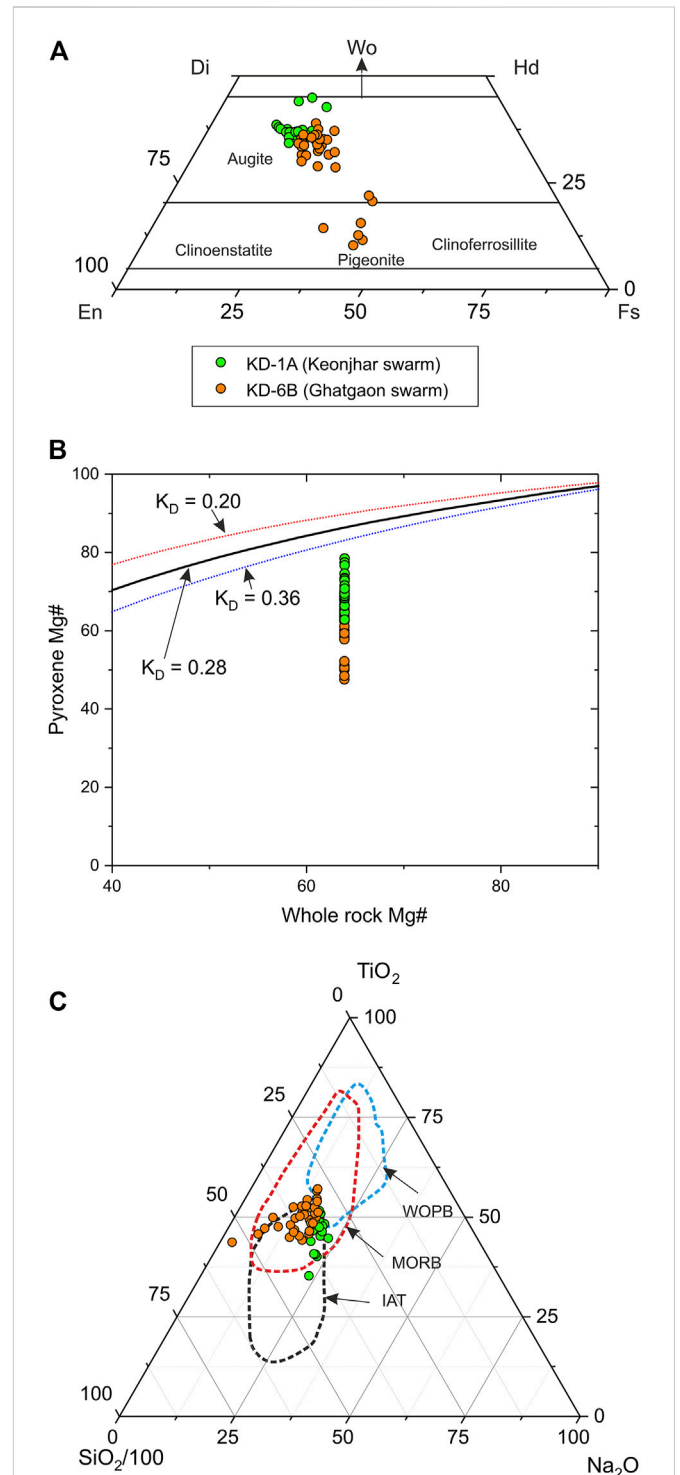 A
Wo
Di
Hd
75
Augite
25
Clinoenstatite
Clinoferrosillite
Pigeonite
100
0
En
25
50
75
Fs
KD-1A (Keonjhar swarm)
KD-6B (Ghatgaon swarm)
B
100
K_D = 0.20
80
K_D = 0.36
60
K_D = 0.28
Pyroxene Mg#
40
20
0
40
60
80
Whole rock Mg#
C
TiO₂
0
100
25
75
WOPB
50
50
MORB
IAT
75
25
100
0
0
25
50
75
100
SiO₂/100
Na₂O